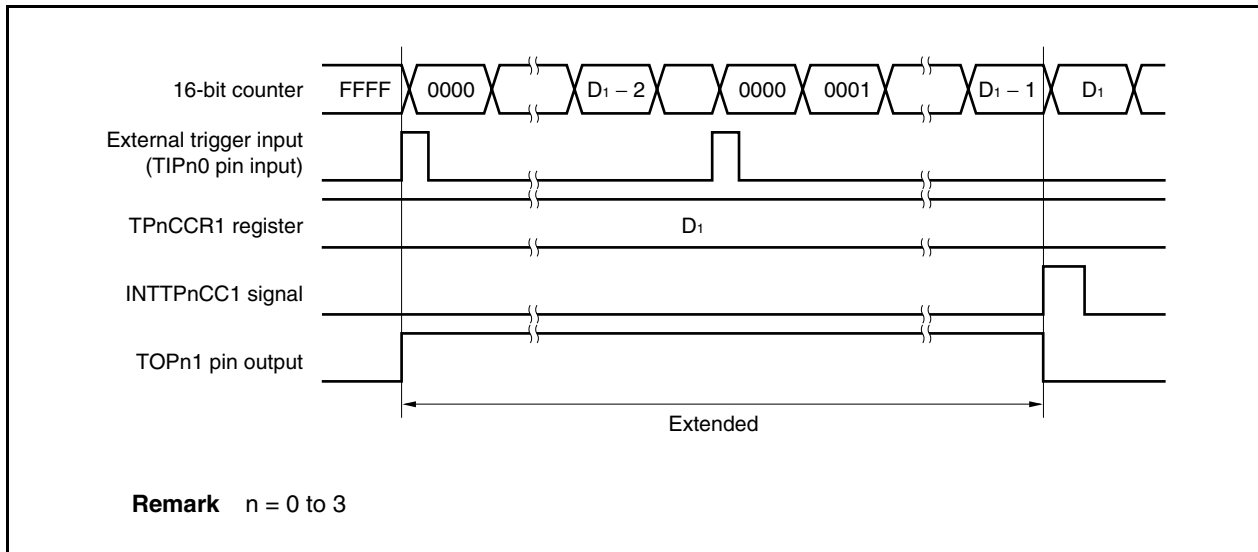 16-bit counter FFFF 0000 D1 – 2 0000 0001 D1 – 1 D1
External trigger input
(TIPn0 pin input)
TPnCCR1 register D1
INTTPnCC1 signal
TOPn1 pin output
Extended
Remark n = 0 to 3